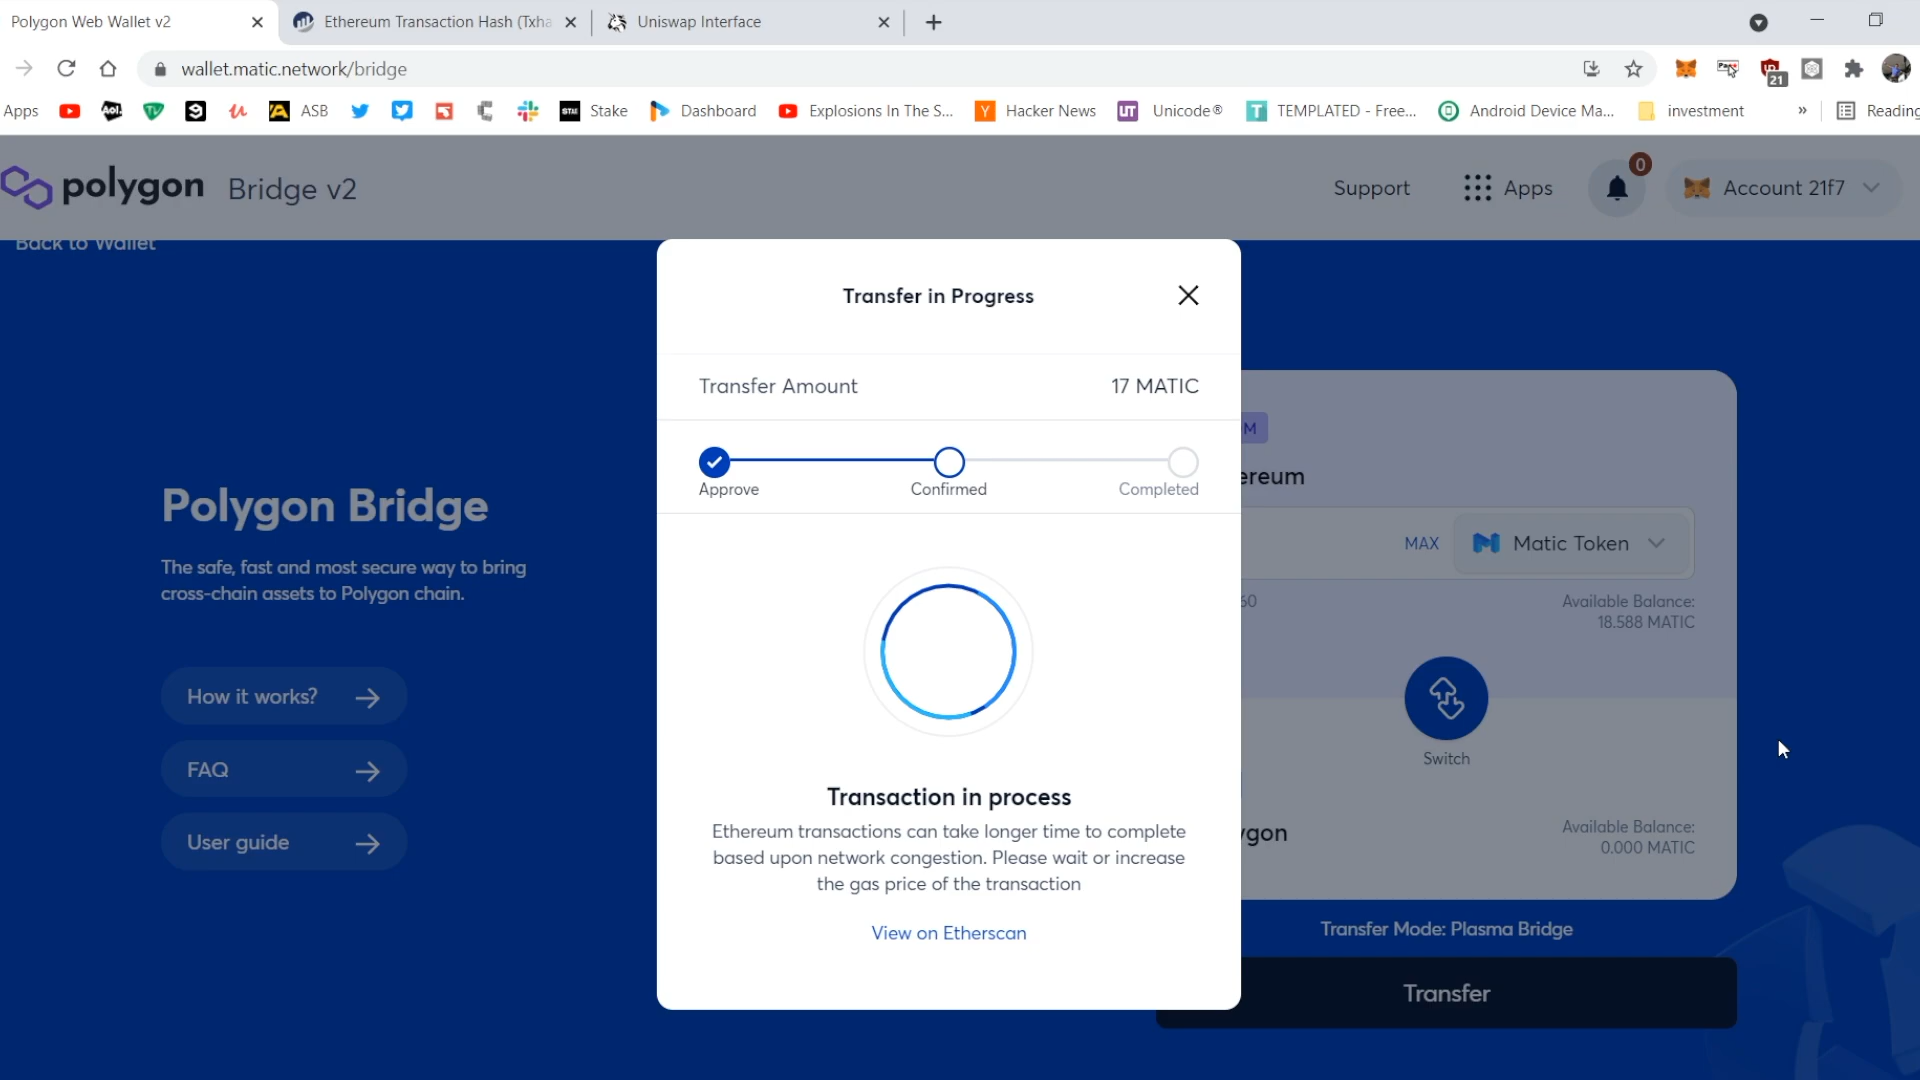 Polygon Web Wallet v2
Ethereum Transaction Hash (Txha
Uniswap Interface
wallet.matic.network/bridge
21
Apps
Aol.
ASB
STAKE
Stake
Dashboard
Explosions In The S...
Y
Hacker News
UT
Unicode®
T
TEMPLATED - Free...
Android Device Ma...
investment
»
Reading
polygon
Bridge v2
Support
Apps
0
Account 21f7
Back to Wallet
Transfer in Progress
Transfer Amount
17 MATIC
Approve
Confirmed
Completed
Transaction in process
Ethereum transactions can take longer time to complete
based upon network congestion. Please wait or increase
the gas price of the transaction
View on Etherscan
Polygon Bridge
The safe, fast and most secure way to bring
cross-chain assets to Polygon chain.
How it works?
FAQ
User guide
M
ereum
MAX
Matic Token
60
Available Balance:
18.588 MATIC
Switch
ygon
Available Balance:
0.000 MATIC
Transfer Mode: Plasma Bridge
Transfer